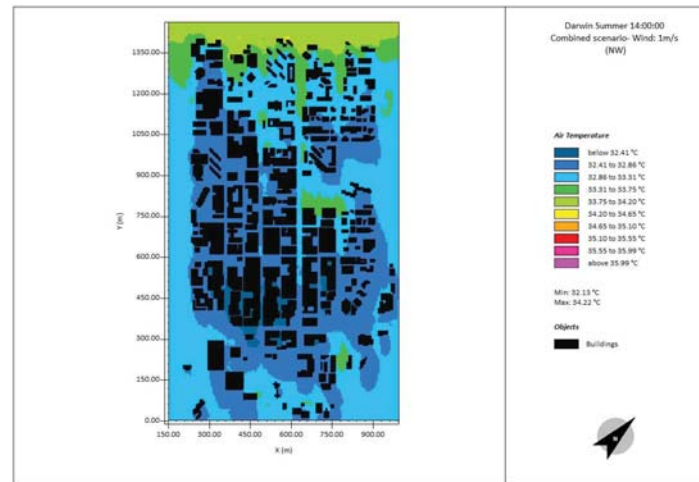 Darwin Summer 14:00:00
Combined scenario- Wind: 1m/s
(NW)
1350.00
1200.00
1050.00
900.00
750.00
600.00
450.00
300.00
150.00
0.00
Y (m)
150.00 300.00 450.00 600.00 750.00 900.00
X (m)
Air Temperature
below 32.41 °C
32.41 to 32.86 °C
32.86 to 33.31 °C
33.31 to 33.75 °C
33.75 to 34.20 °C
34.20 to 34.65 °C
34.65 to 35.10 °C
35.10 to 35.55 °C
35.55 to 35.99 °C
above 35.99 °C
Min: 32.15 °C
Max: 34.22 °C
Objects
Buildings
N